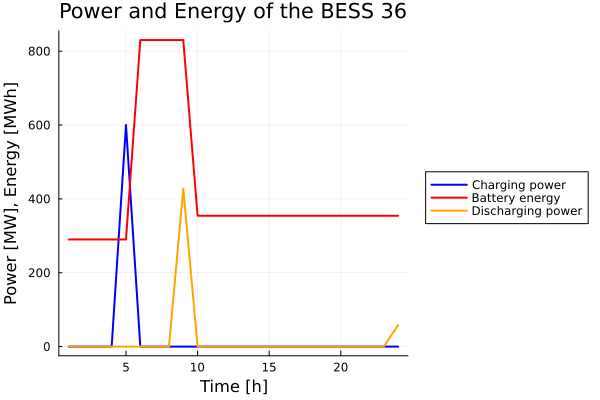 Power and Energy of the BESS 36
Power [MW], Energy [MWh]
800
600
400
200
0
5
10
15
20
Time [h]
Charging power
Battery energy
Discharging power